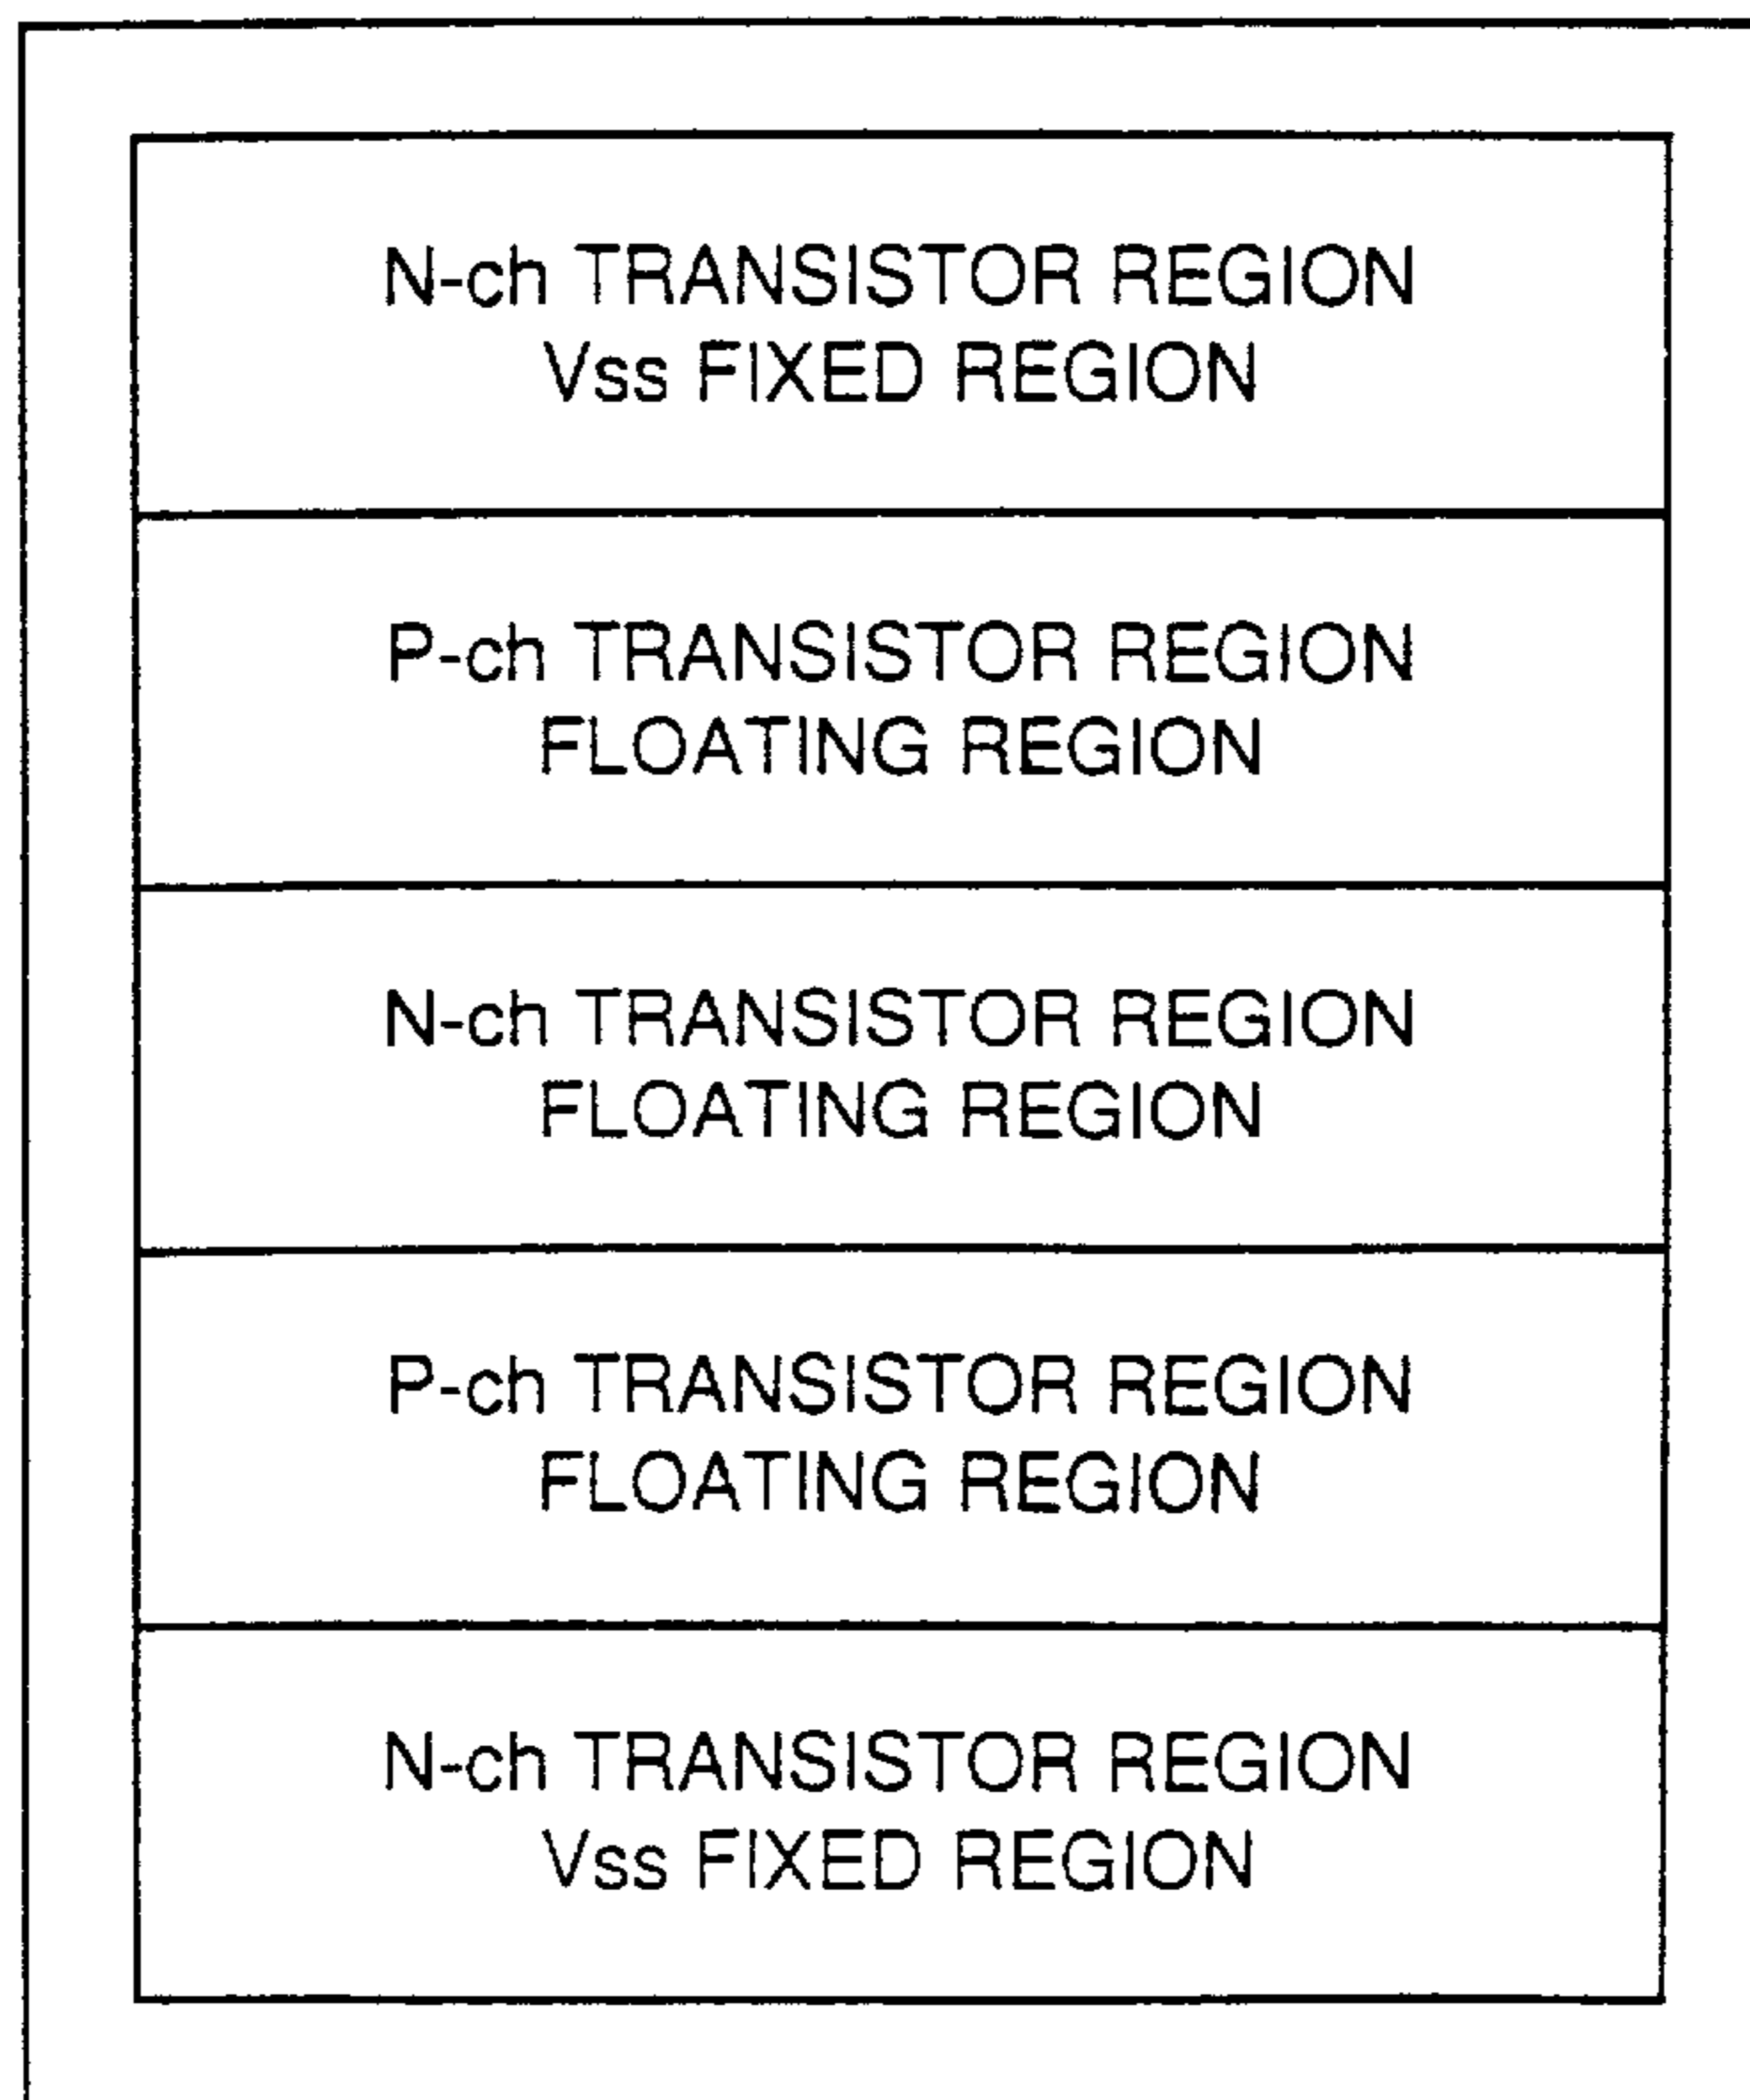 N-ch TRANSISTOR REGION
Vss FIXED REGION
P-ch TRANSISTOR REGION
FLOATING REGION
N-ch TRANSISTOR REGION
FLOATING REGION
P-ch TRANSISTOR REGION
FLOATING REGION
N-ch TRANSISTOR REGION
Vss FIXED REGION